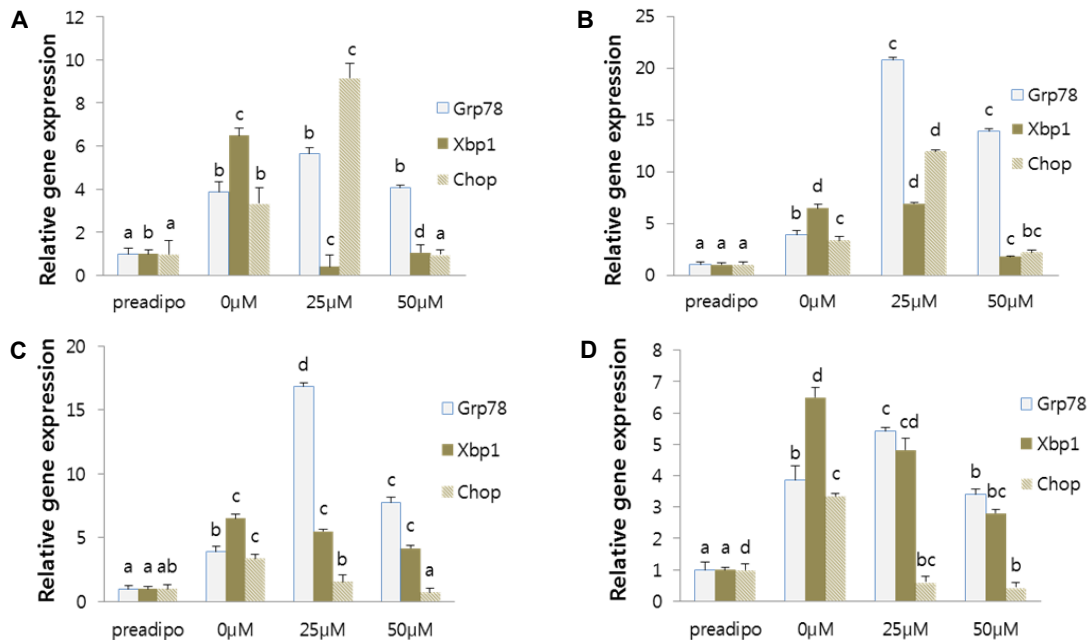 A
Relative gene expression
12
10
8
6
4
2
0
a b a
b c b
b c c
b d a
preadipo 0μM 25μM 50μM
Grp78
Xbp1
Chop
B
Relative gene expression
25
20
15
10
5
0
a a a
b d c
c d d
c c bc
preadipo 0μM 25μM 50μM
Grp78
Xbp1
Chop
C
Relative gene expression
20
15
10
5
0
a a ab
b c c
d c b
c c a
preadipo 0μM 25μM 50μM
Grp78
Xbp1
Chop
D
Relative gene expression
8
7
6
5
4
3
2
1
0
a a d
b d c
c cd bc
b bc b
preadipo 0μM 25μM 50μM
Grp78
Xbp1
Chop